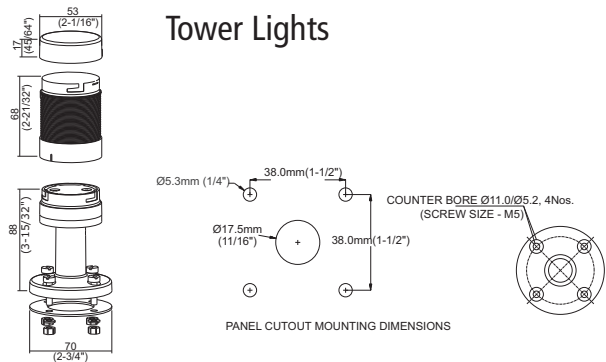 Tower Lights
53
(2-1/16")
17
(45/64")
68
(2-21/32")
88
(3-15/32")
70
(2-3/4")
38.0mm(1-1/2")
Ø5.3mm (1/4")
Ø17.5mm
(11/16")
38.0mm(1-1/2")
PANEL CUTOUT MOUNTING DIMENSIONS
COUNTER BORE Ø11.0/Ø5.2, 4Nos.
(SCREW SIZE - M5)